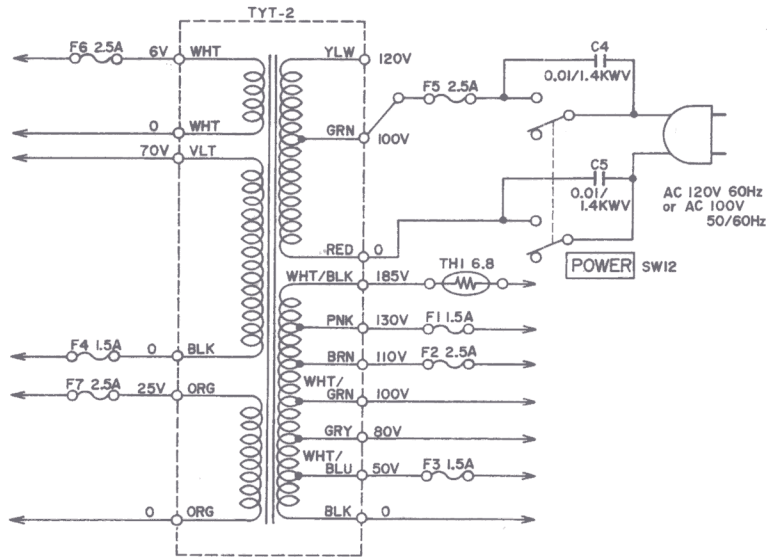 TYT-2
F6 2.5A
6V
WHT
YLW
120V
F5 2.5A
C4
0.01/1.4KWV
0
WHT
GRN
100V
70V
VLT
C5
0.01/
1.4KWV
AC 120V 60Hz
or AC 100V
50/60Hz
RED
0
POWER
SW12
WHT/BLK
185V
TH1 6.8
PNK
130V
F1 1.5A
F4 1.5A
0
BLK
BRN
110V
F2 2.5A
F7 2.5A
25V
ORG
WHT/
GRN
100V
GRY
80V
WHT/
BLU
50V
F3 1.5A
0
ORG
BLK
0